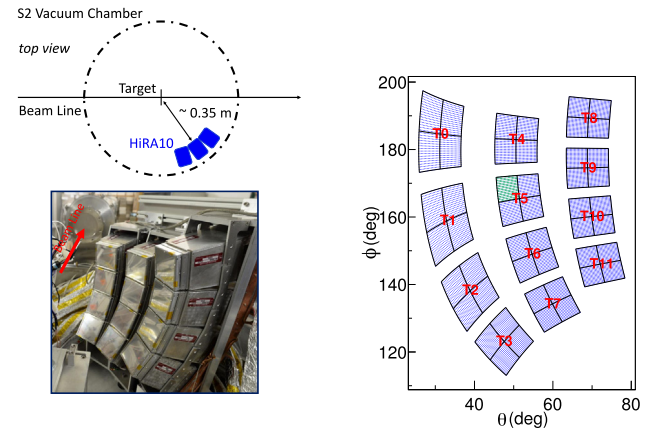 S2 Vacuum Chamber
top view
Target
Beam Line
~ 0.35 m
HiRA10
200
180
160
140
120
ϕ (deg)
T0
T4
T8
T1
T5
T9
T2
T6
T10
T3
T7
T11
40
60
80
θ (deg)